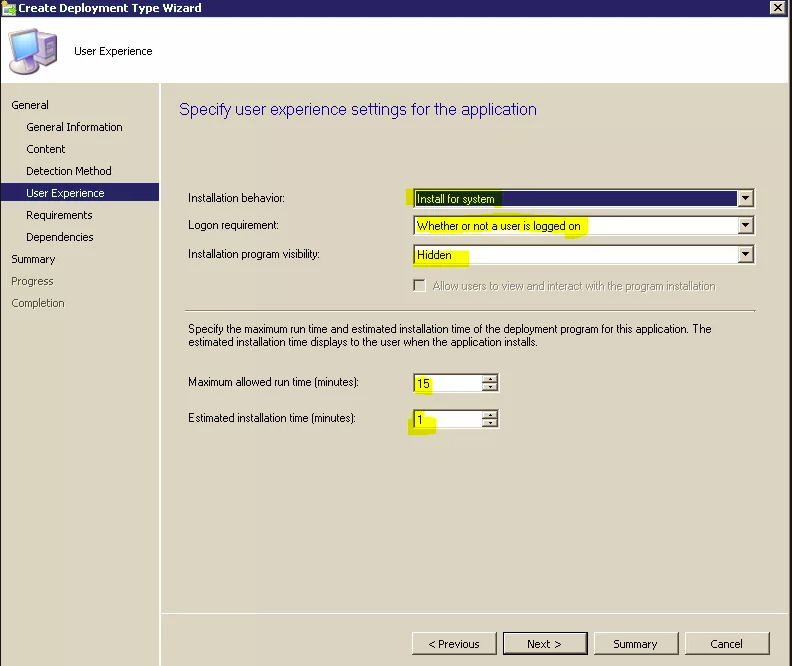 Create Deployment Type Wizard
User Experience
General
General Information
Content
Detection Method
User Experience
Requirements
Dependencies
Summary
Progress
Completion
Specify user experience settings for the application
Installation behavior:
Install for system
Logon requirement:
Whether or not a user is logged on
Installation program visibility:
Hidden
Allow users to view and interact with the program installation
Specify the maximum run time and estimated installation time of the deployment program for this application. The
estimated installation time displays to the user when the application installs.
Maximum allowed run time (minutes):
15
Estimated installation time (minutes):
1
< Previous
Next >
Summary
Cancel